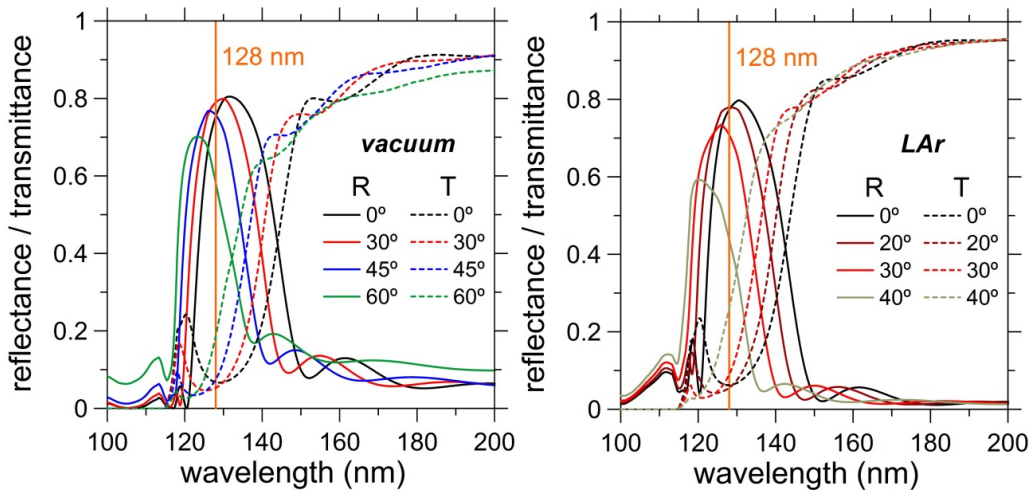 reflectance / transmittance
1
0.8
0.6
0.4
0.2
0
128 nm
vacuum
R T
0º 0º
30º 30º
45º 45º
60º 60º
100 120 140 160 180 200
wavelength (nm)
reflectance / transmittance
1
0.8
0.6
0.4
0.2
0
128 nm
LAr
R T
0º 0º
20º 20º
30º 30º
40º 40º
100 120 140 160 180 200
wavelength (nm)